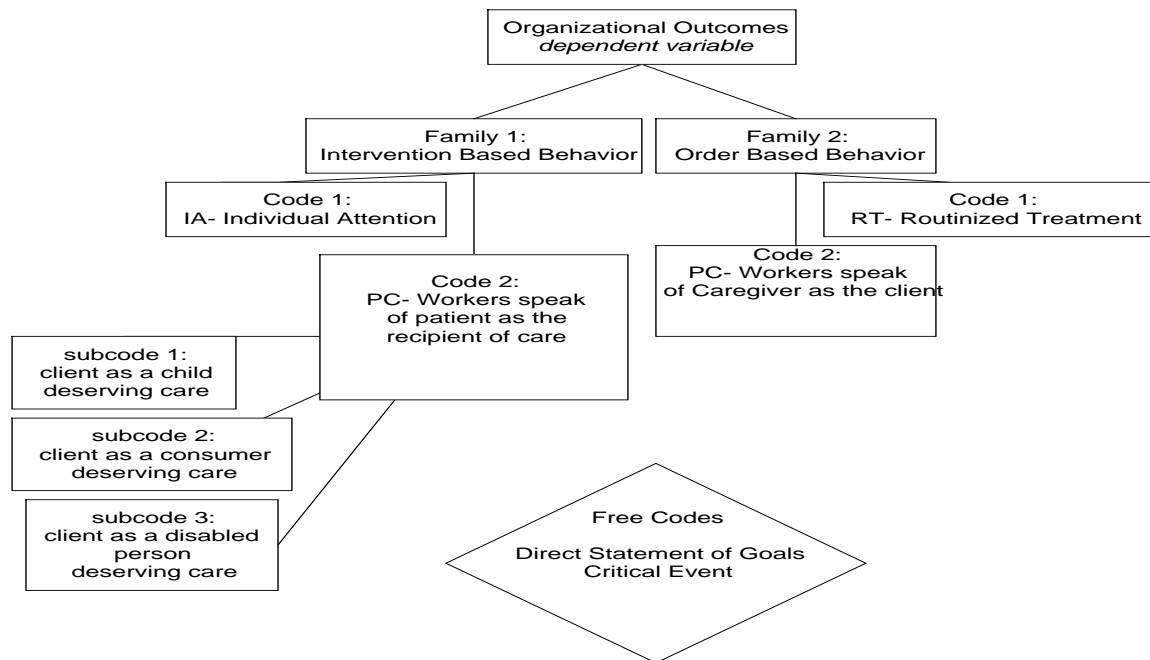 Organizational Outcomes
dependent variable
Family 1:
Intervention Based Behavior
Family 2:
Order Based Behavior
Code 1:
IA- Individual Attention
Code 1:
RT- Routinized Treatment
Code 2:
PC- Workers speak
of patient as the
recipient of care
Code 2:
PC- Workers speak
of Caregiver as the client
subcode 1:
client as a child
deserving care
subcode 2:
client as a consumer
deserving care
subcode 3:
client as a disabled
person
deserving care
Free Codes
Direct Statement of Goals
Critical Event